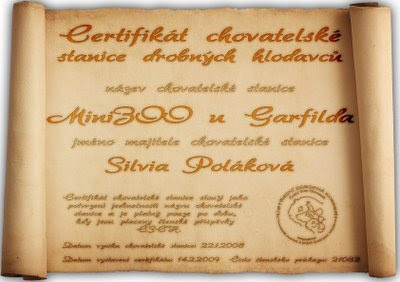 Certifikát chovatelské
stanice drobných hlodavců
název chovatelské stanice
MiniZOO u Garfilda
jméno majitele chovatelské stanice
Silvia Poláková
Certifikát chovatelské stanice slouží jako
potvrzení jedinečnosti názvu chovatelské
stanice a je platný pouze po dobu,
kdy jsou placeny členské příspěvky
Datum vzniku chovatelské stanice: 22.1.2008
Datum vystavení certifikátu: 14.2.2009 Číslo členského průkazu: 21082